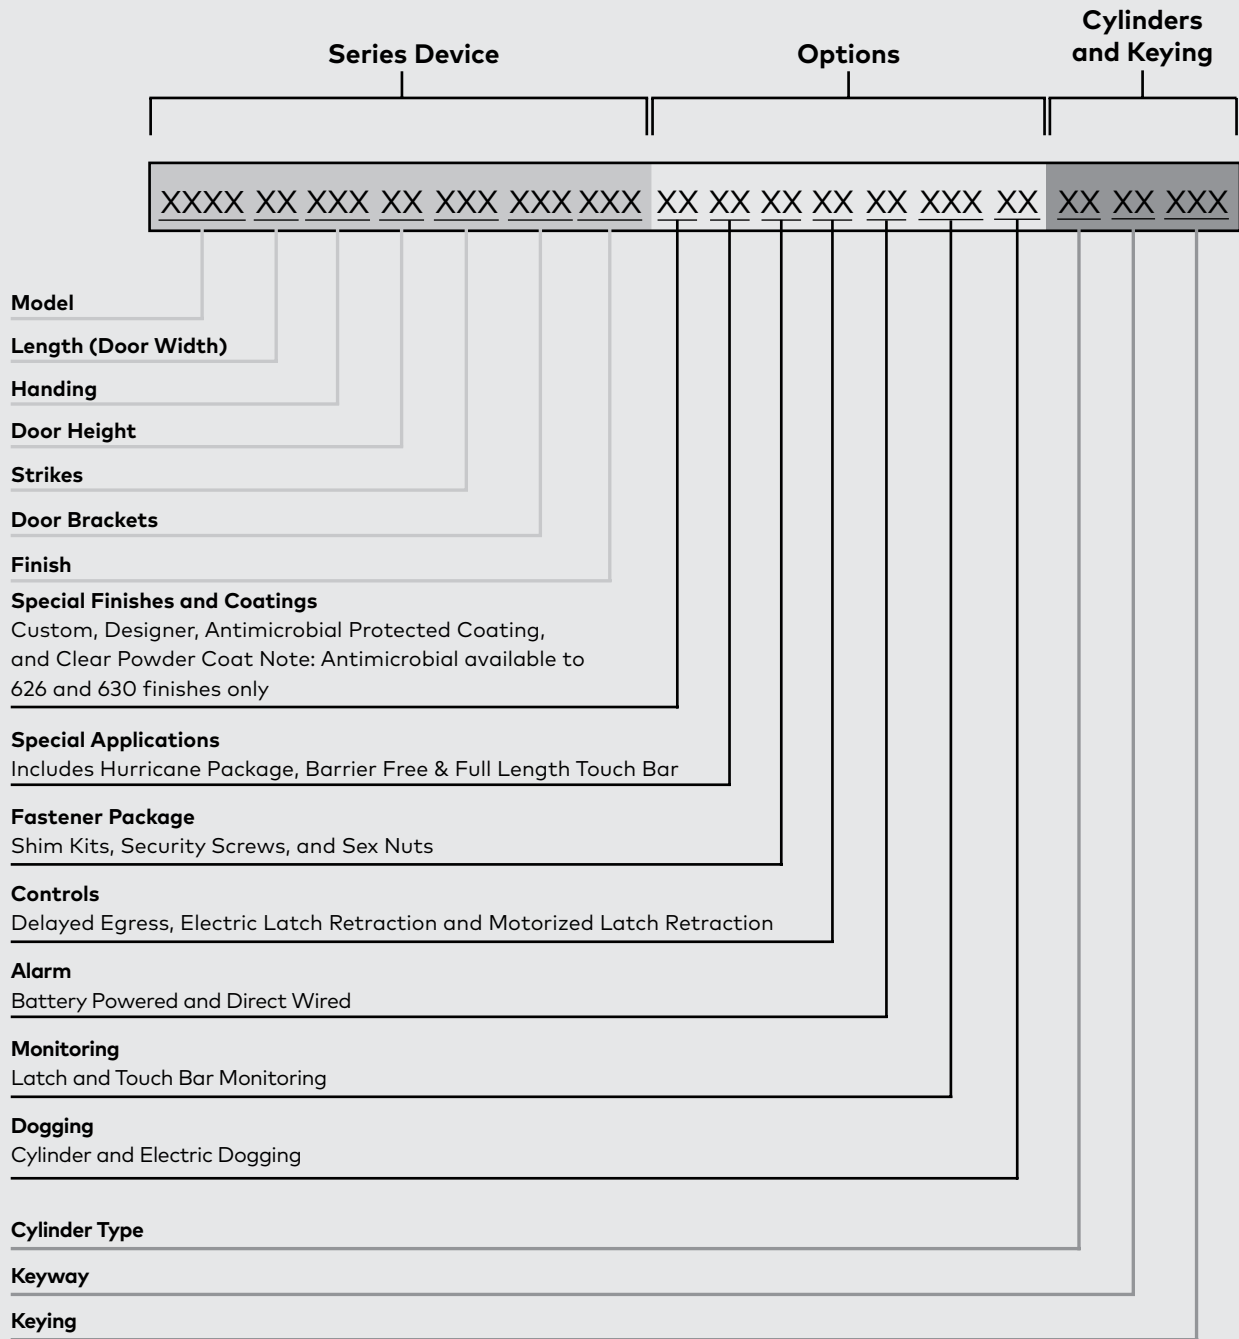 Cylinders
and Keying
Series Device
Options
XXXX XX XXX XX XXX XXX XXX XX XX XX XX XX XXX XX XX XX XXX
Model
Length (Door Width)
Handing
Door Height
Strikes
Door Brackets
Finish
Special Finishes and Coatings
Custom, Designer, Antimicrobial Protected Coating,
and Clear Powder Coat Note: Antimicrobial available to
626 and 630 finishes only
Special Applications
Includes Hurricane Package, Barrier Free & Full Length Touch Bar
Fastener Package
Shim Kits, Security Screws, and Sex Nuts
Controls
Delayed Egress, Electric Latch Retraction and Motorized Latch Retraction
Alarm
Battery Powered and Direct Wired
Monitoring
Latch and Touch Bar Monitoring
Dogging
Cylinder and Electric Dogging
Cylinder Type
Keyway
Keying